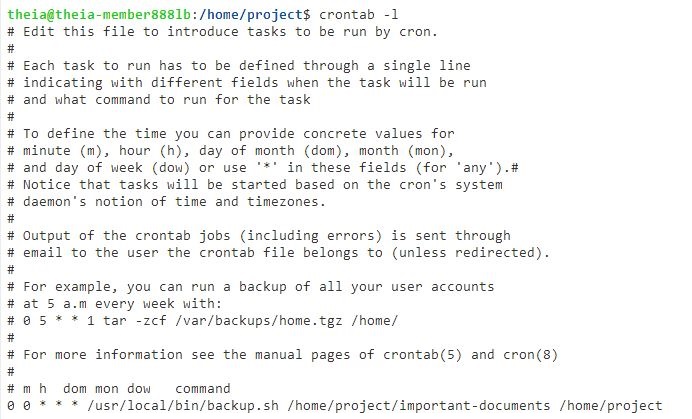 theia@theia-member888lb:/home/project$ crontab -l
# Edit this file to introduce tasks to be run by cron.
#
# Each task to run has to be defined through a single line
# indicating with different fields when the task will be run
# and what command to run for the task
#
# To define the time you can provide concrete values for
# minute (m), hour (h), day of month (dom), month (mon),
# and day of week (dow) or use '*' in these fields (for 'any').#
# Notice that tasks will be started based on the cron's system
# daemon's notion of time and timezones.
#
# Output of the crontab jobs (including errors) is sent through
# email to the user the crontab file belongs to (unless redirected).
#
# For example, you can run a backup of all your user accounts
# at 5 a.m every week with:
# 0 5 * * 1 tar -zcf /var/backups/home.tgz /home/
#
# For more information see the manual pages of crontab(5) and cron(8)
#
# m h  dom mon dow   command
0 0 * * * /usr/local/bin/backup.sh /home/project/important-documents /home/project